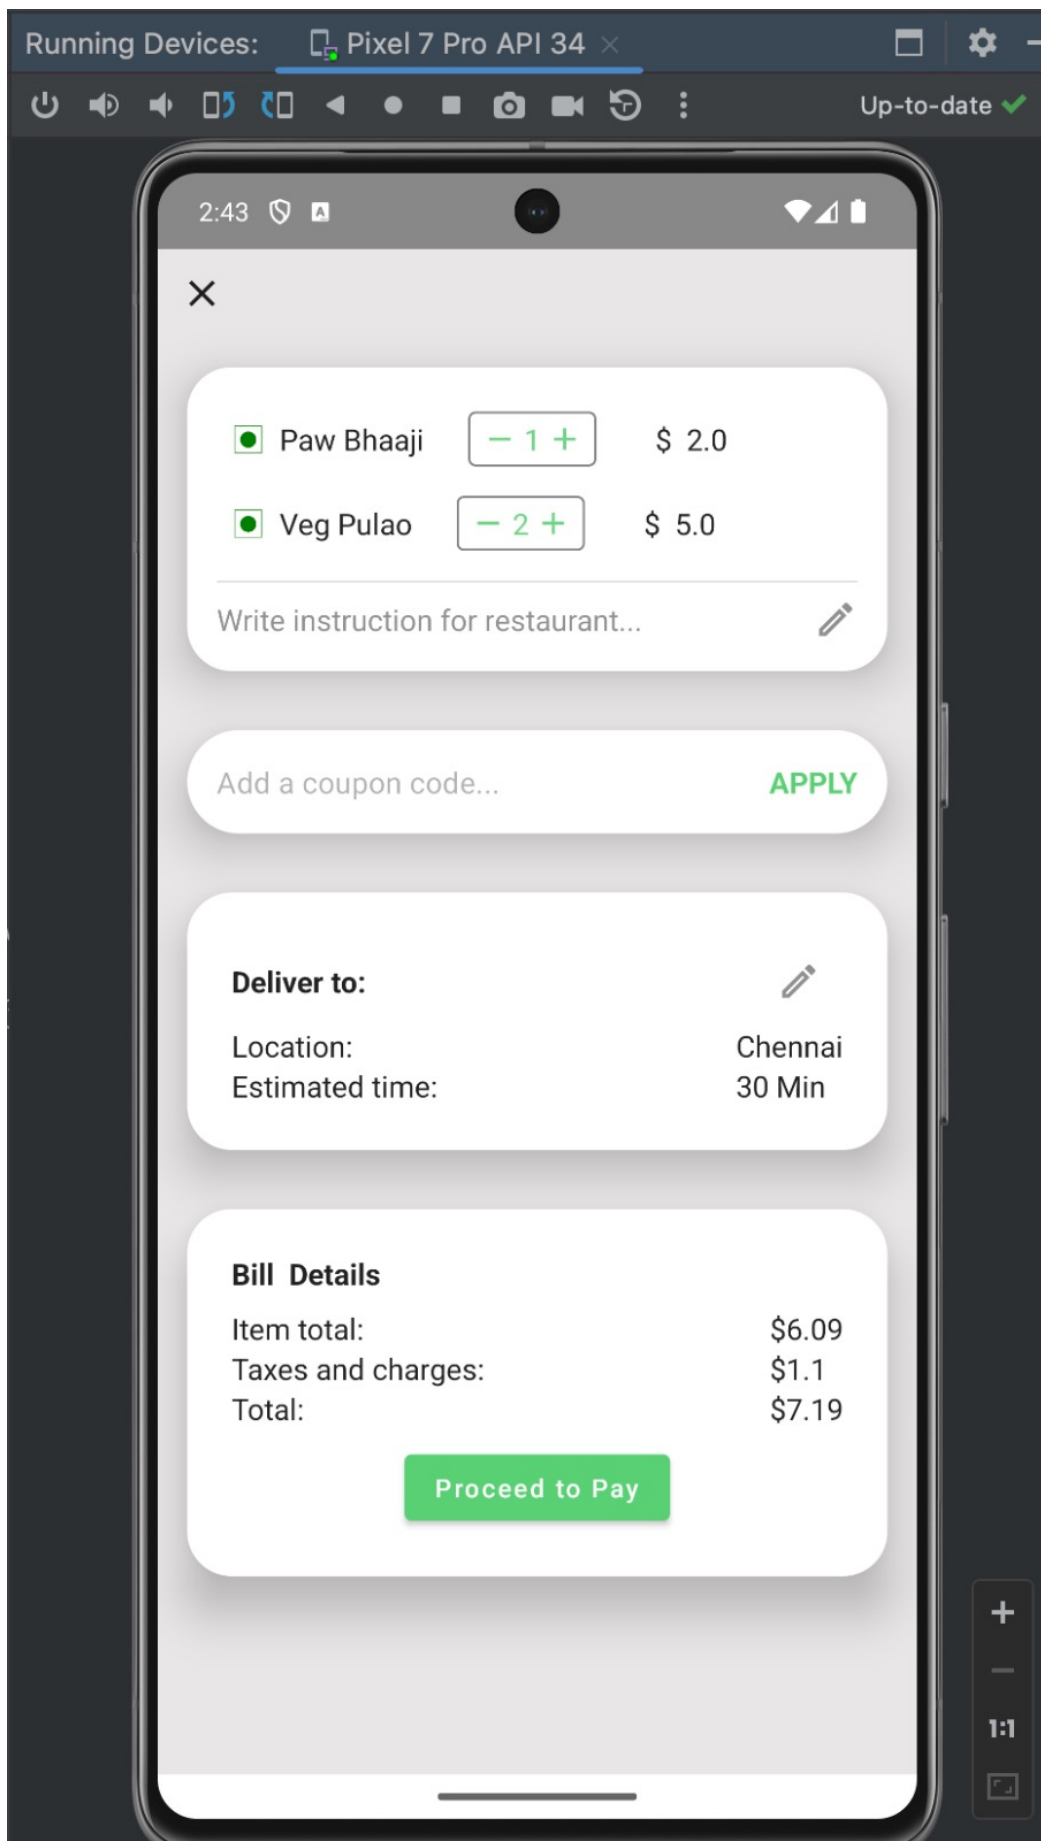 Running Devices: Pixel 7 Pro API 34
Up-to-date
2:43 A
Paw Bhaaji − 1 + $ 2.0
Veg Pulao − 2 + $ 5.0
Write instruction for restaurant...
Add a coupon code... APPLY
Deliver to:
Location: Chennai
Estimated time: 30 Min
Bill Details
Item total: $6.09
Taxes and charges: $1.1
Total: $7.19
Proceed to Pay
1:1